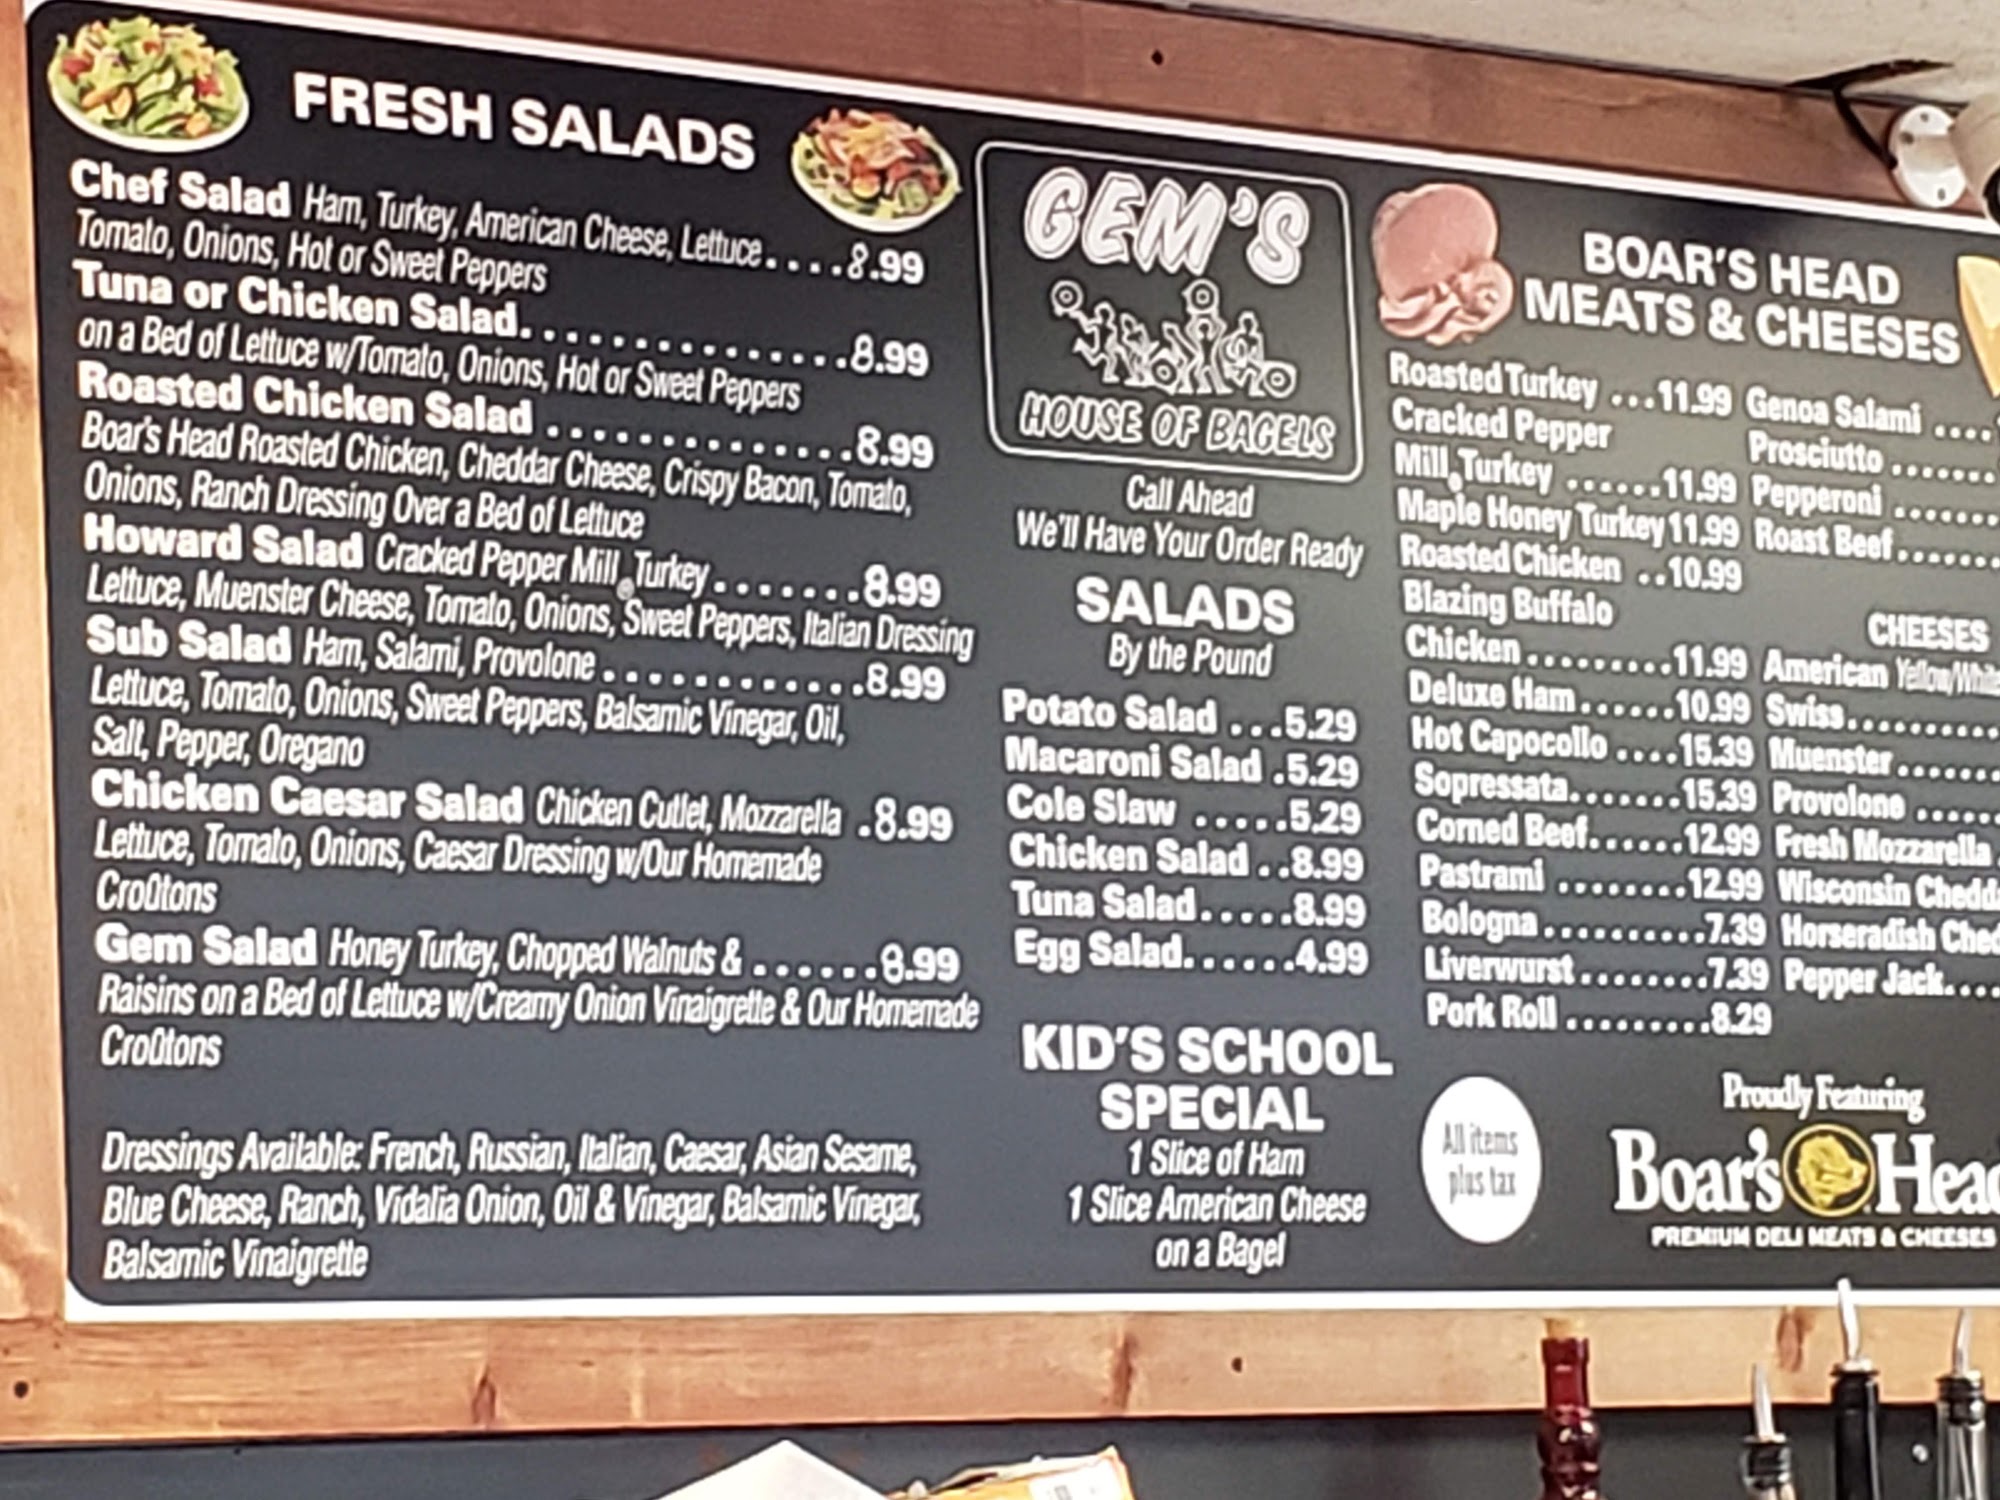 FRESH SALADS
Chef Salad Ham, Turkey, American Cheese, Lettuce....8.99
Tomato, Onions, Hot or Sweet Peppers
Tuna or Chicken Salad...............8.99
on a Bed of Lettuce w/Tomato, Onions, Hot or Sweet Peppers
Roasted Chicken Salad ..............8.99
Boar's Head Roasted Chicken, Cheddar Cheese, Crispy Bacon, Tomato,
Onions, Ranch Dressing Over a Bed of Lettuce
Howard Salad Cracked Pepper Mill® Turkey.......8.99
Lettuce, Muenster Cheese, Tomato, Onions, Sweet Peppers, Italian Dressing
Sub Salad Ham, Salami, Provolone ............8.99
Lettuce, Tomato, Onions, Sweet Peppers, Balsamic Vinegar, Oil,
Salt, Pepper, Oregano
Chicken Caesar Salad Chicken Cutlet, Mozzarella .8.99
Lettuce, Tomato, Onions, Caesar Dressing w/Our Homemade
Croûtons
Gem Salad Honey Turkey, Chopped Walnuts & ......8.99
Raisins on a Bed of Lettuce w/Creamy Onion Vinaigrette & Our Homemade
Croûtons
Dressings Available: French, Russian, Italian, Caesar, Asian Sesame,
Blue Cheese, Ranch, Vidalia Onion, Oil & Vinegar, Balsamic Vinegar,
Balsamic Vinaigrette
GEM'S
HOUSE OF BAGELS
Call Ahead
We'll Have Your Order Ready
SALADS
By the Pound
Potato Salad ...5.29
Macaroni Salad .5.29
Cole Slaw .....5.29
Chicken Salad ..8.99
Tuna Salad.....8.99
Egg Salad......4.99
KID'S SCHOOL
SPECIAL
1 Slice of Ham
1 Slice American Cheese
on a Bagel
BOAR'S HEAD
MEATS & CHEESES
Roasted Turkey ...11.99
Cracked Pepper
Mill® Turkey ......11.99
Maple Honey Turkey 11.99
Roasted Chicken ..10.99
Blazing Buffalo
Chicken .........11.99
Deluxe Ham......10.99
Hot Capocollo ....15.39
Sopressata.......15.39
Corned Beef......12.99
Pastrami ........12.99
Bologna..........7.39
Liverwurst ........7.39
Pork Roll .........8.29
Genoa Salami ....
Prosciutto .......
Pepperoni .......
Roast Beef.......
CHEESES
American Yellow/White
Swiss..........
Muenster.......
Provolone ......
Fresh Mozzarella .
Wisconsin Chedd
Horseradish Ched
Pepper Jack....
All items
plus tax
Proudly Featuring
Boar's Head
PREMIUM DELI MEATS & CHEESES